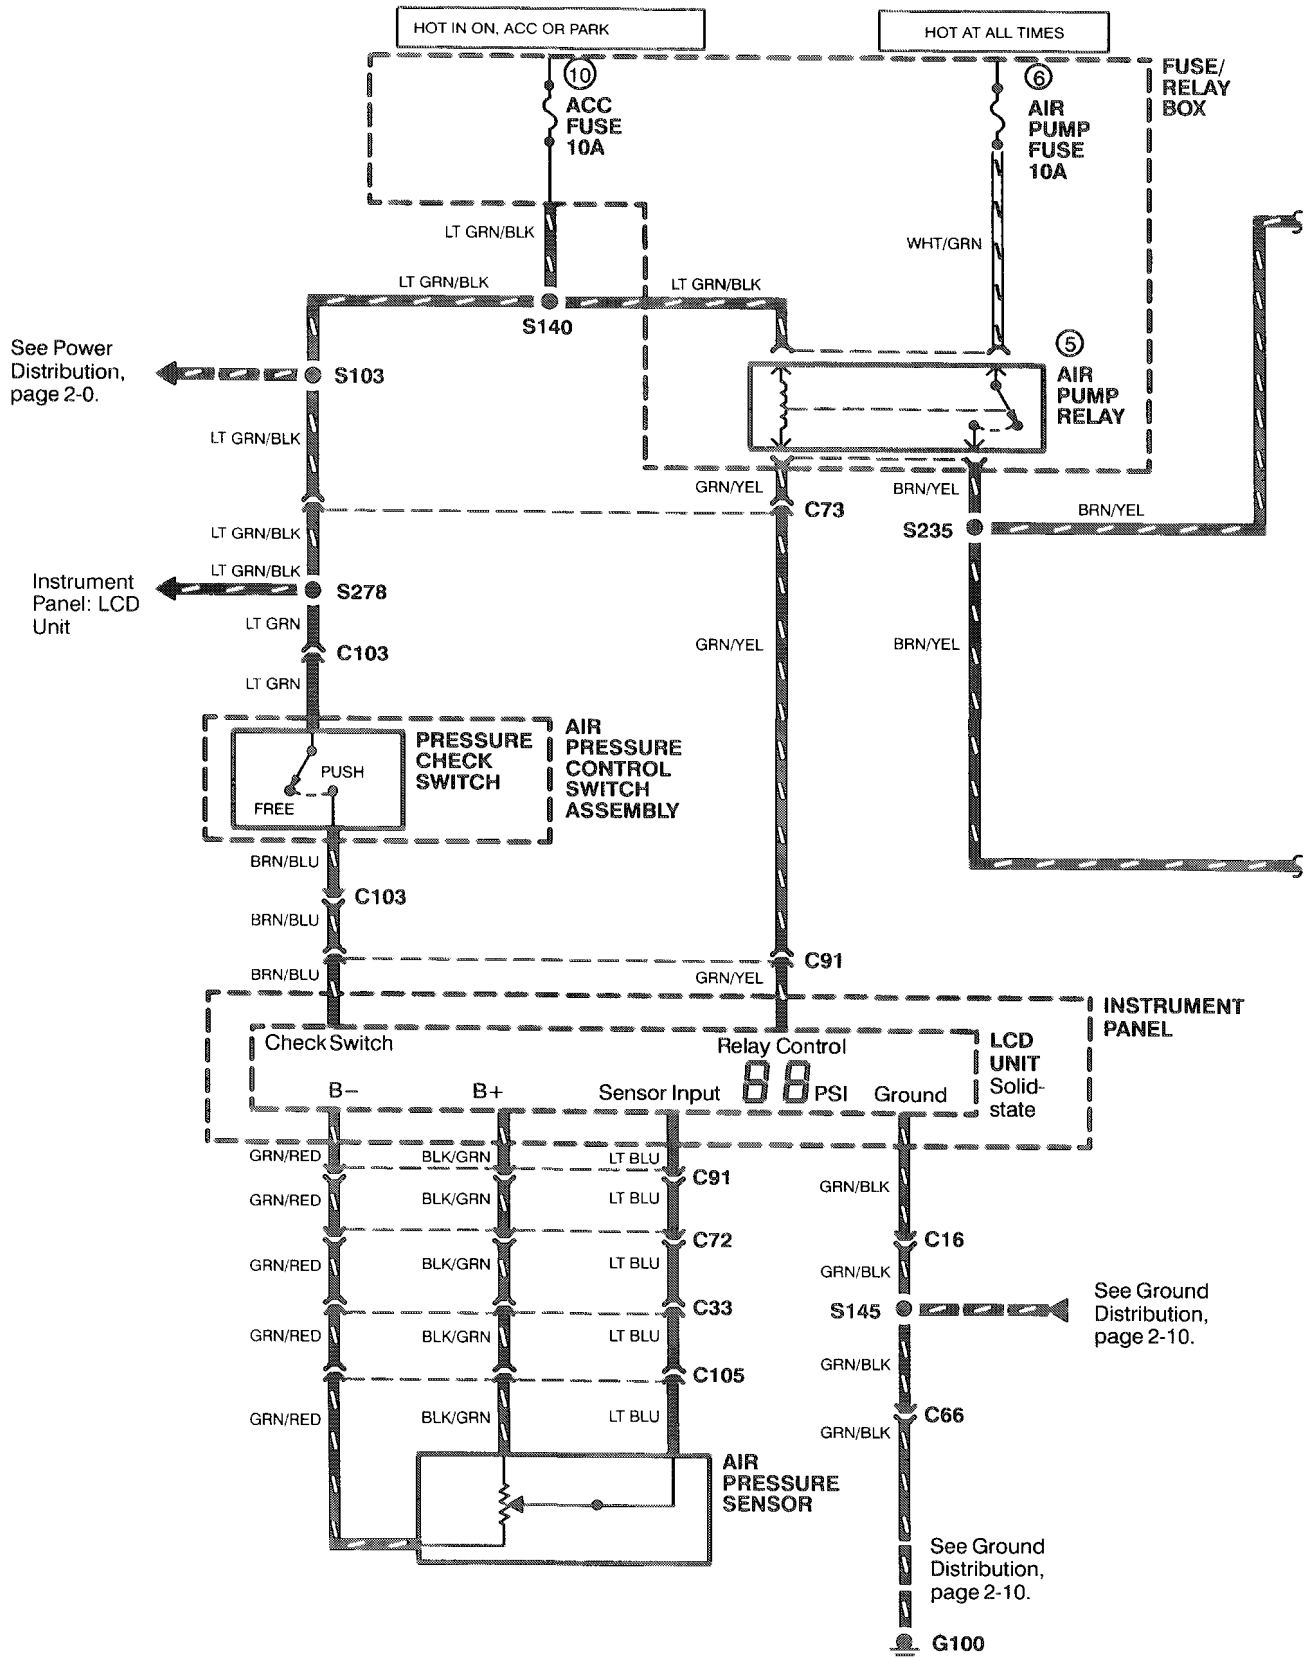 HOT IN ON, ACC OR PARK
HOT AT ALL TIMES
10
ACC
FUSE
10A
6
AIR
PUMP
FUSE
10A
FUSE/
RELAY
BOX
LT GRN/BLK
WHT/GRN
LT GRN/BLK
LT GRN/BLK
S140
See Power
Distribution,
page 2-0.
S103
5
AIR
PUMP
RELAY
LT GRN/BLK
GRN/YEL
BRN/YEL
C73
S235
BRN/YEL
LT GRN/BLK
LT GRN/BLK
Instrument
Panel: LCD
Unit
S278
LT GRN
C103
LT GRN
GRN/YEL
BRN/YEL
PRESSURE
CHECK
SWITCH
PUSH
FREE
AIR
PRESSURE
CONTROL
SWITCH
ASSEMBLY
BRN/BLU
C103
BRN/BLU
C91
BRN/BLU
GRN/YEL
INSTRUMENT
PANEL
Check Switch
Relay Control
LCD
UNIT
Solid-
state
B−
B+
Sensor Input
88 PSI
Ground
GRN/RED
BLK/GRN
LT BLU
C91
GRN/BLK
GRN/RED
BLK/GRN
LT BLU
C72
C16
GRN/RED
BLK/GRN
LT BLU
GRN/BLK
C33
S145
See Ground
Distribution,
page 2-10.
GRN/RED
BLK/GRN
LT BLU
C105
GRN/BLK
GRN/RED
BLK/GRN
LT BLU
C66
GRN/BLK
AIR
PRESSURE
SENSOR
See Ground
Distribution,
page 2-10.
G100